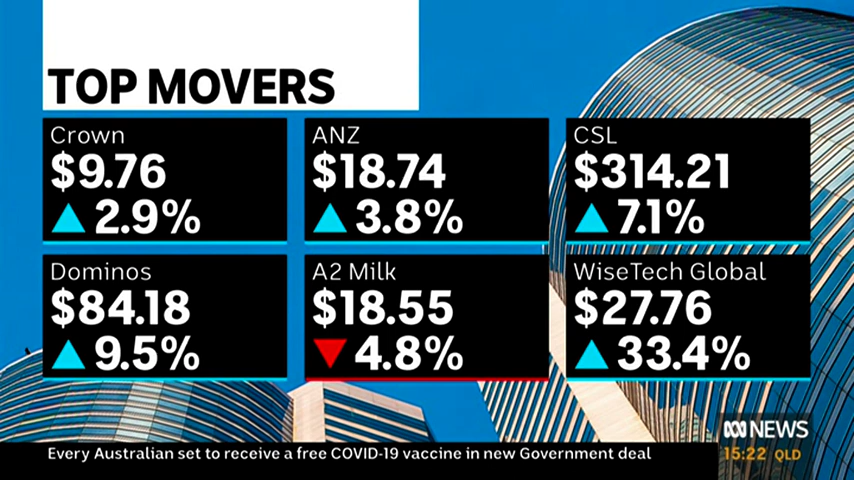 TOP MOVERS
Crown
$9.76
▲ 2.9%
ANZ
$18.74
▲ 3.8%
CSL
$314.21
▲ 7.1%
Dominos
$84.18
▲ 9.5%
A2 Milk
$18.55
▼ 4.8%
WiseTech Global
$27.76
▲ 33.4%
NEWS
15:22 QLD
Every Australian set to receive a free COVID-19 vaccine in new Government deal